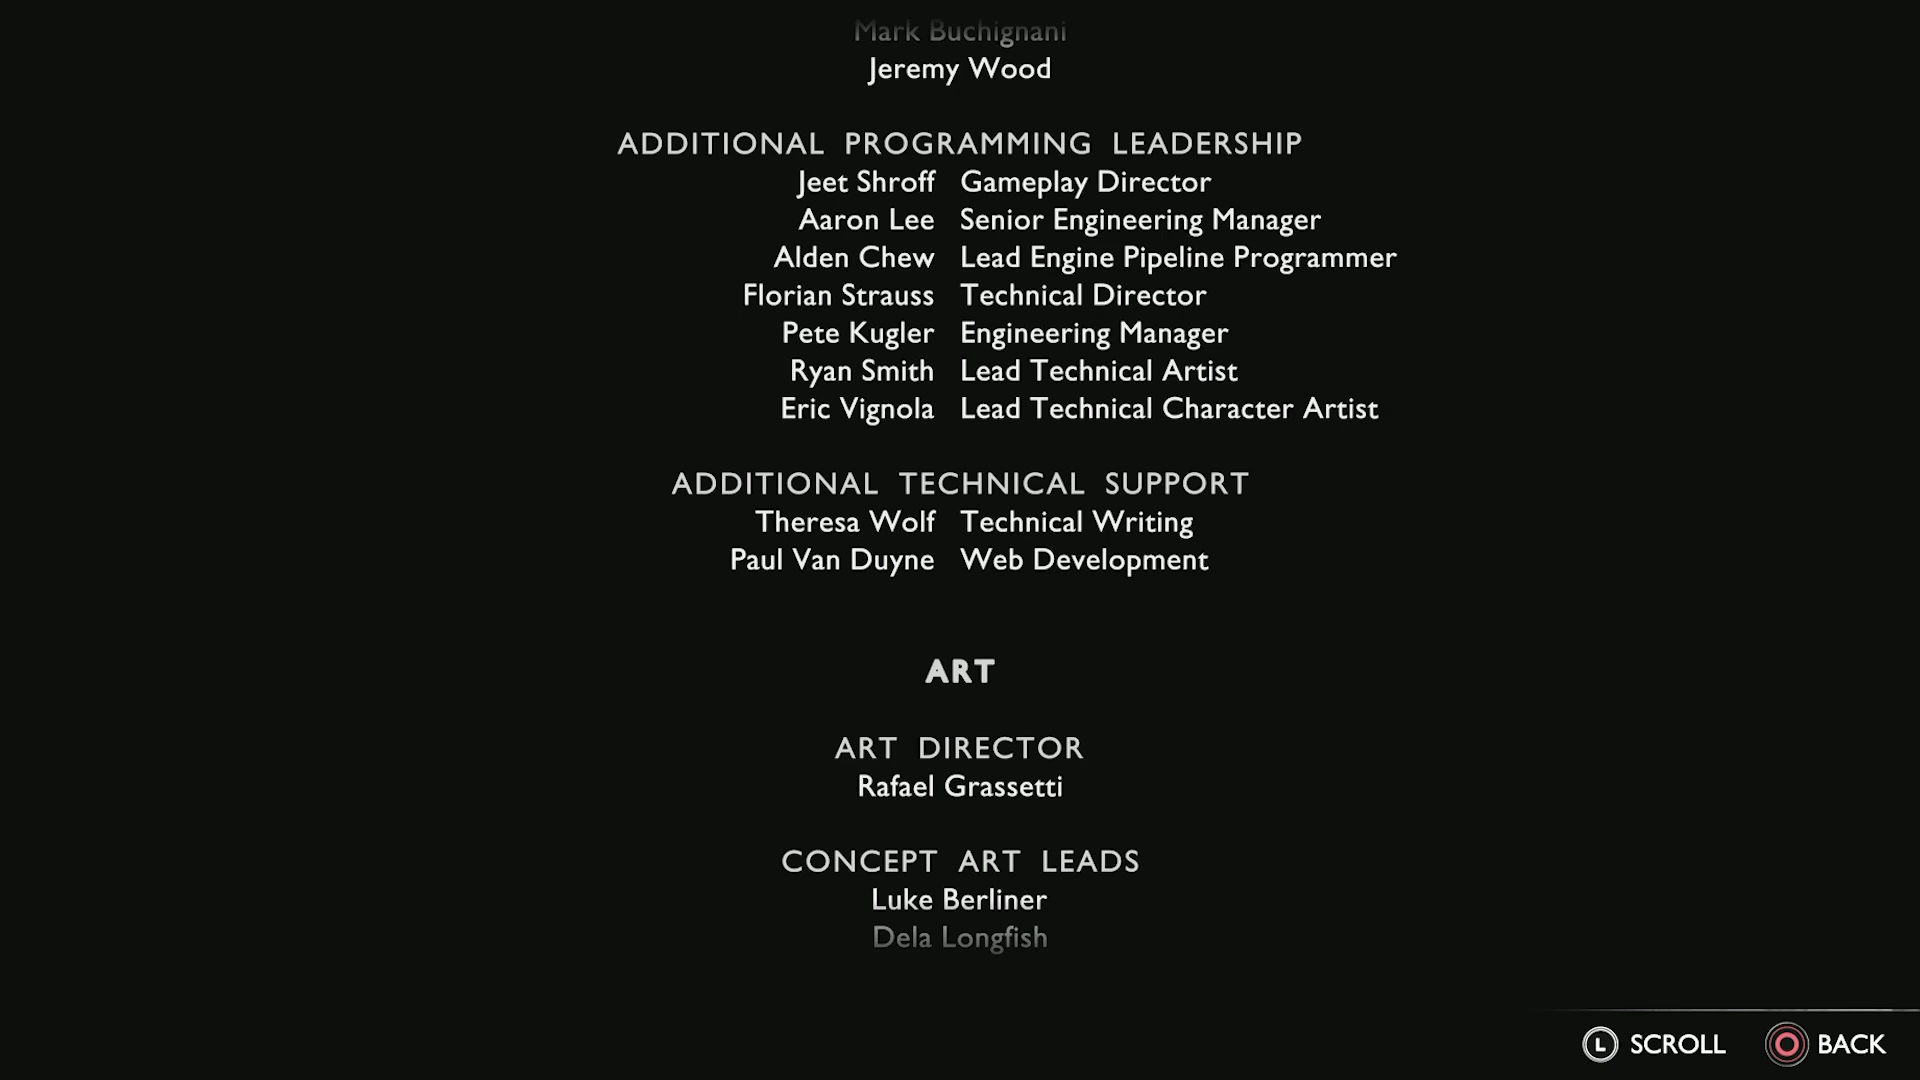 Mark Buchignani
Jeremy Wood
ADDITIONAL PROGRAMMING LEADERSHIP
Jeet Shroff Gameplay Director
Aaron Lee Senior Engineering Manager
Alden Chew Lead Engine Pipeline Programmer
Florian Strauss Technical Director
Pete Kugler Engineering Manager
Ryan Smith Lead Technical Artist
Eric Vignola Lead Technical Character Artist
ADDITIONAL TECHNICAL SUPPORT
Theresa Wolf Technical Writing
Paul Van Duyne Web Development
ART
ART DIRECTOR
Rafael Grassetti
CONCEPT ART LEADS
Luke Berliner
Dela Longfish
L SCROLL BACK